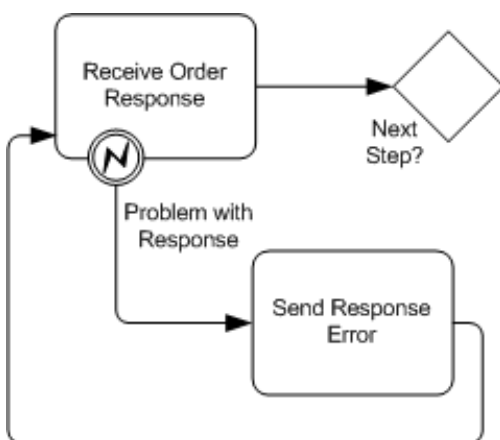 Receive Order
Response
Next
Step?
Problem with
Response
Send Response
Error